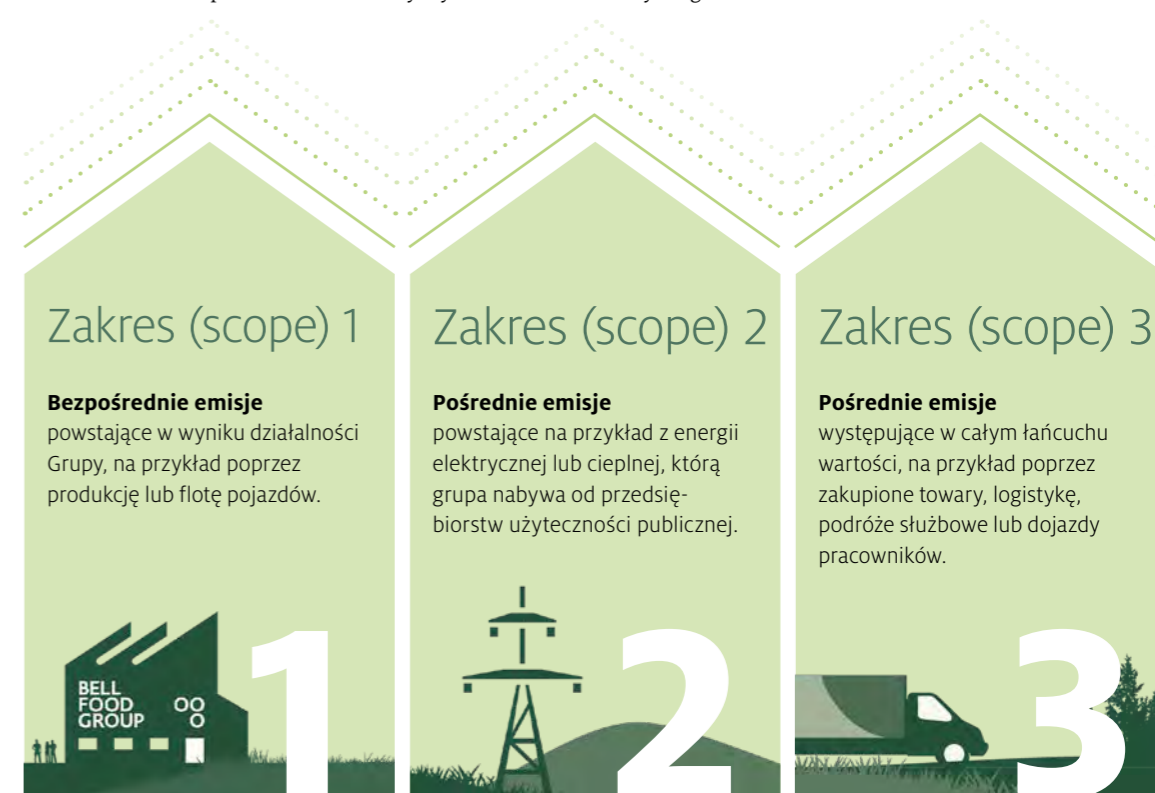 Zakres (scope) 1
Bezpośrednie emisje
powstające w wyniku działalności
Grupy, na przykład poprzez
produkcję lub flotę pojazdów.
BELL
FOOD
GROUP
1
Zakres (scope) 2
Pośrednie emisje
powstające na przykład z energii
elektrycznej lub cieplnej, którą
grupa nabywa od przedsię-
biorstw użyteczności publicznej.
2
Zakres (scope) 3
Pośrednie emisje
występujące w całym łańcuchu
wartości, na przykład poprzez
zakupione towary, logistykę,
podróże służbowe lub dojazdy
pracowników.
3